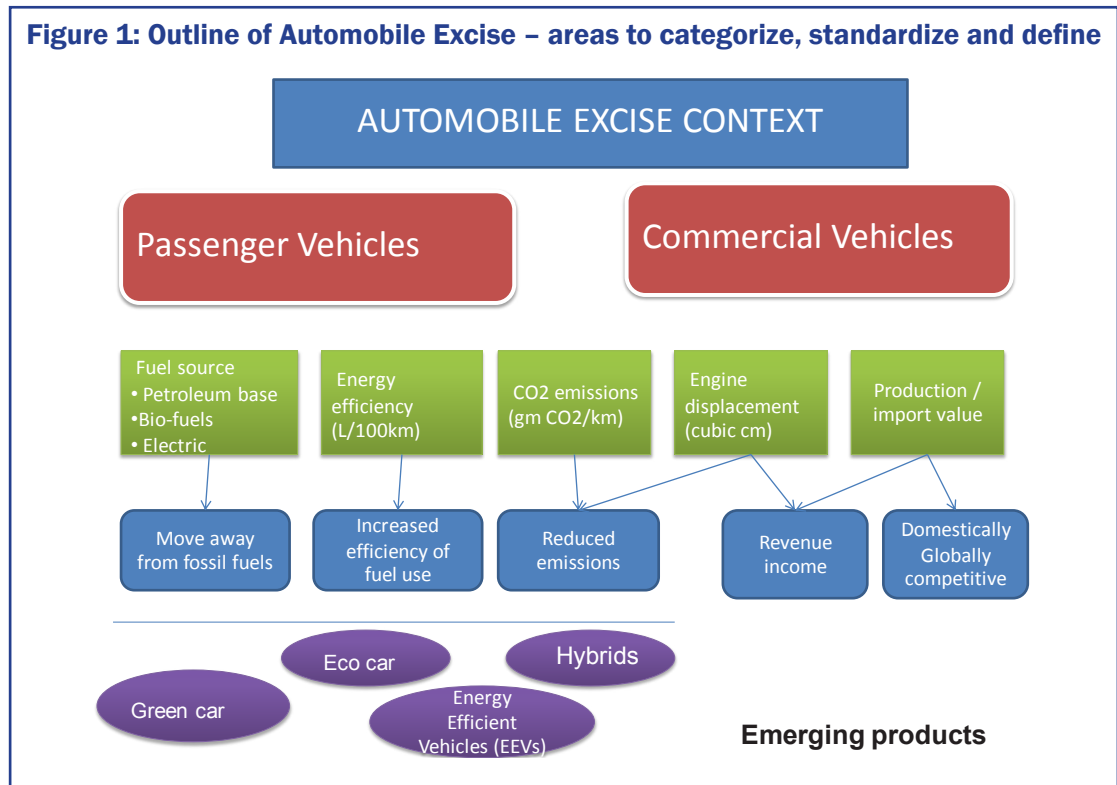 Figure 1: Outline of Automobile Excise – areas to categorize, standardize and define
AUTOMOBILE EXCISE CONTEXT
Passenger Vehicles
Commercial Vehicles
Fuel source
• Petroleum base
•Bio-fuels
• Electric
Energy
efficiency
(L/100km)
CO2 emissions
(gm CO2/km)
Engine
displacement
(cubic cm)
Production /
import value
Move away
from fossil fuels
Increased
efficiency of
fuel use
Reduced
emissions
Revenue
income
Domestically
Globally
competitive
Green car
Eco car
Energy
Efficient
Vehicles (EEVs)
Hybrids
Emerging products